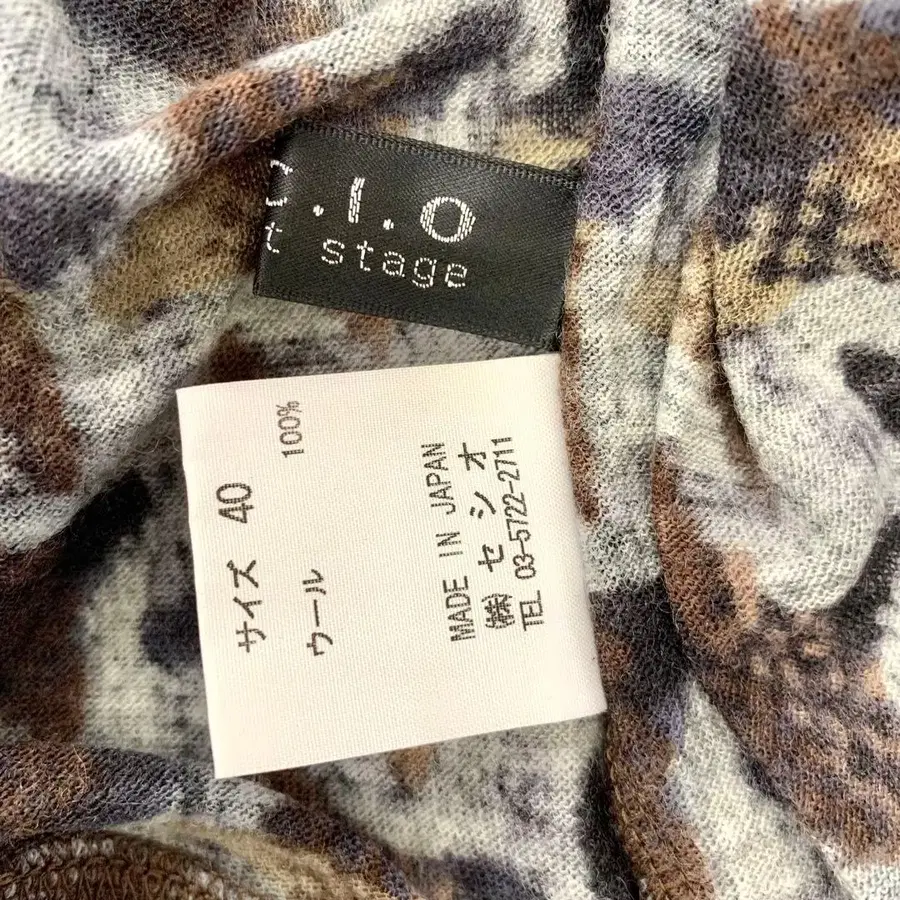 C.I.O
t stage
サイズ 40
ウール 100%
MADE IN JAPAN
㈱ セシオ
TEL 03-5722-2711